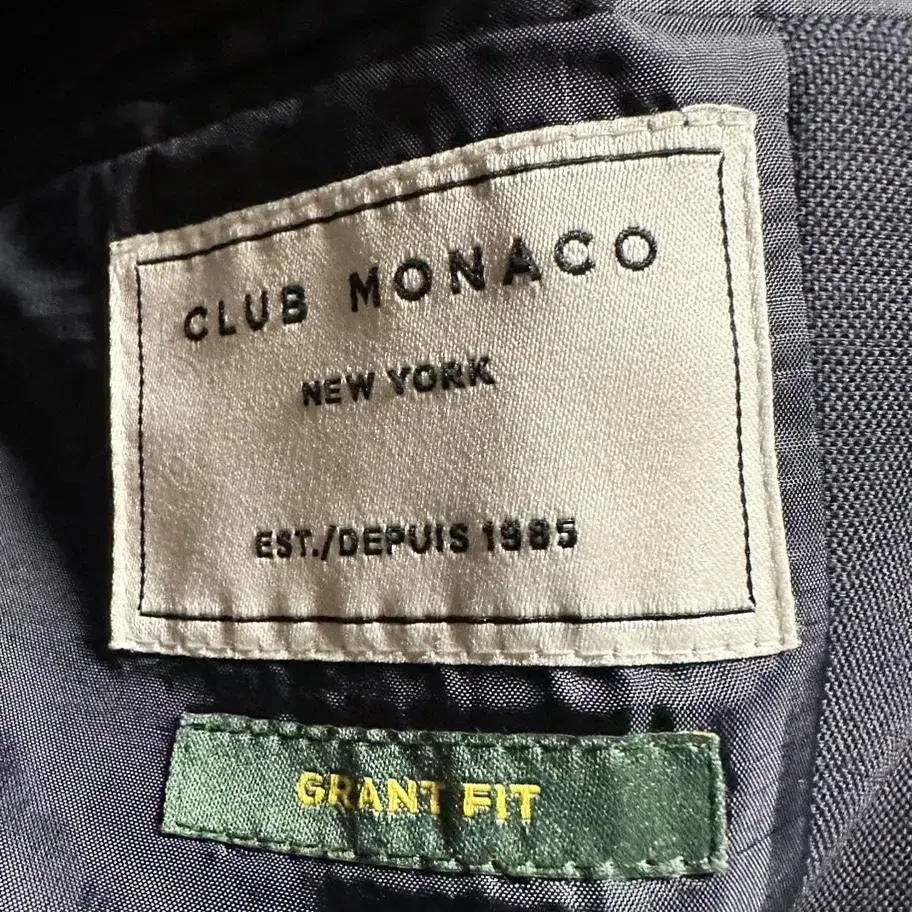 CLUB MONACO
NEW YORK
EST./DEPUIS 1985
GRANT FIT